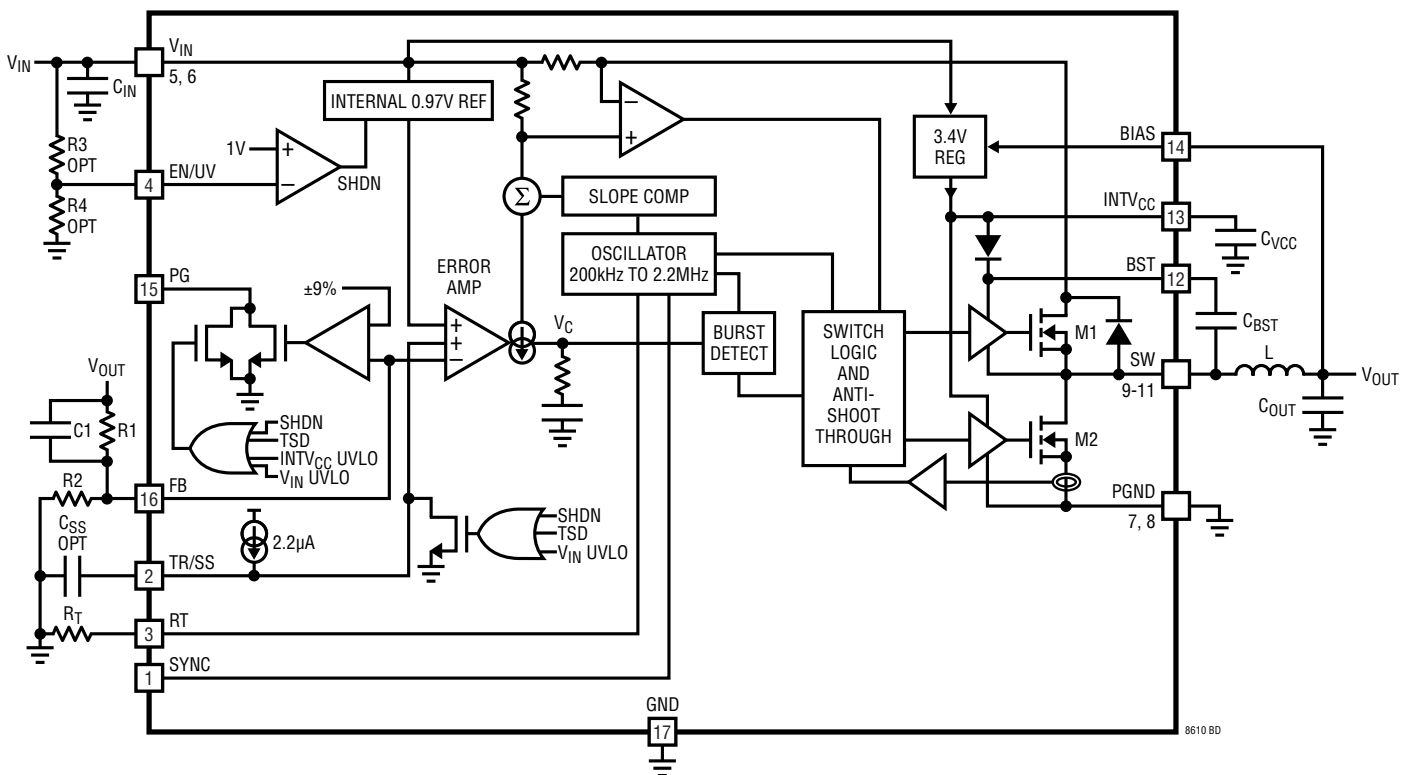 VIN
VIN
5, 6
CIN
R3
OPT
4
EN/UV
R4
OPT
1V
+
−
SHDN
INTERNAL 0.97V REF
−
+
Σ
SLOPE COMP
OSCILLATOR
200kHz TO 2.2MHz
3.4V
REG
BIAS
14
INTVCC
13
CVCC
BST
12
CBST
M1
SW
9-11
L
VOUT
COUT
M2
PGND
7, 8
15
PG
±9%
ERROR
AMP
+
+
−
VC
BURST
DETECT
SWITCH
LOGIC
AND
ANTI-
SHOOT
THROUGH
VOUT
C1
R1
SHDN
TSD
INTVCC UVLO
VIN UVLO
R2
16
FB
CSS
OPT
2.2µA
SHDN
TSD
VIN UVLO
2
TR/SS
RT
3
RT
1
SYNC
GND
17
8610 BD